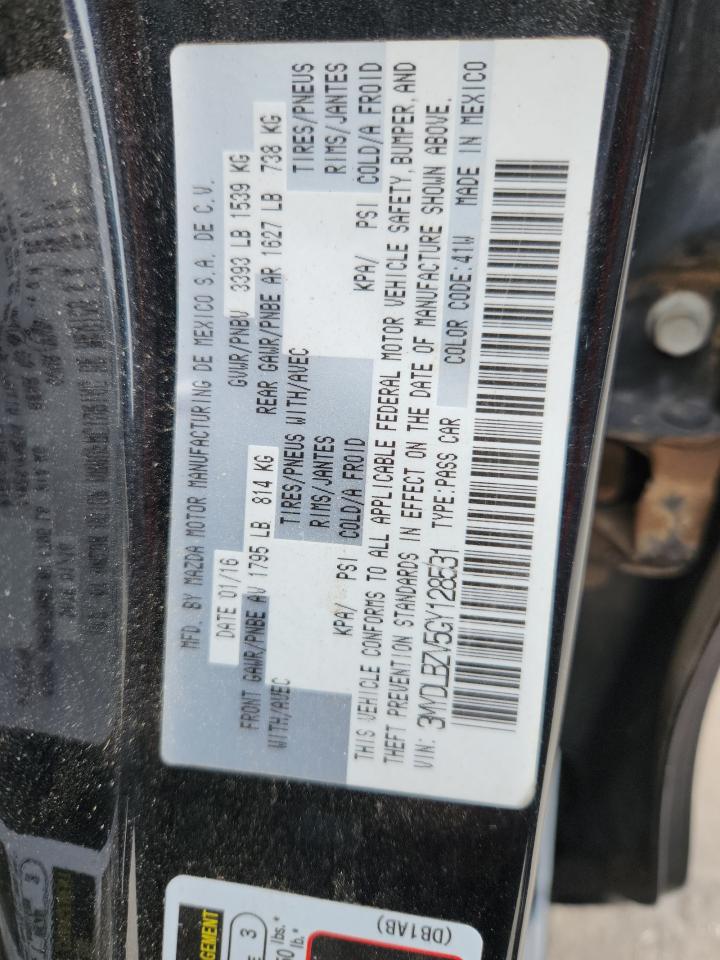 MFD. BY MAZDA MOTOR MANUFACTURING DE MEXICO S.A. DE C.V.
DATE 01/16 GVWR/PNBV 3393 LB 1539 KG
FRONT GAWR/PNBE AV 1795 LB 814 KG REAR GAWR/PNBE AR 1627 LB 738 KG
WITH/AVEC TIRES/PNEUS WITH/AVEC TIRES/PNEUS
RIMS/JANTES RIMS/JANTES
KPA/ PSI COLD/A FROID KPA/ PSI COLD/A FROID
THIS VEHICLE CONFORMS TO ALL APPLICABLE FEDERAL MOTOR VEHICLE SAFETY, BUMPER, AND
THEFT PREVENTION STANDARDS IN EFFECT ON THE DATE OF MANUFACTURE SHOWN ABOVE.
VIN: 3MYDLBZV5GY128531 TYPE:PASS CAR COLOR CODE:41W MADE IN MEXICO
GEMENT
E 3
lbs.*
lb.*
(DB1AB)